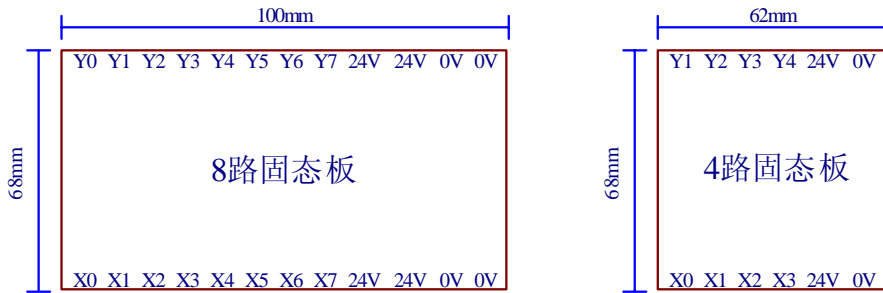 100mm
Y0 Y1 Y2 Y3 Y4 Y5 Y6 Y7 24V 24V 0V 0V
68mm
8路固态板
X0 X1 X2 X3 X4 X5 X6 X7 24V 24V 0V 0V
62mm
Y1 Y2 Y3 Y4 24V 0V
68mm
4路固态板
X0 X1 X2 X3 24V 0V